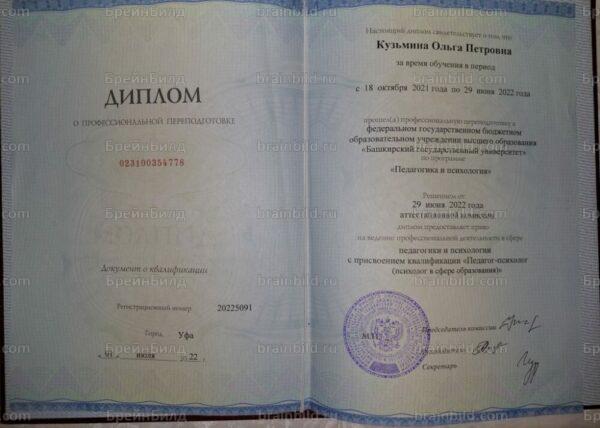 ДИПЛОМ
О ПРОФЕССИОНАЛЬНОЙ ПЕРЕПОДГОТОВКЕ
023100354778
Документ о квалификации
Регистрационный номер 20225091
Город Уфа
июля 2022 г.
Настоящий диплом свидетельствует о том, что
Кузьмина Ольга Петровна
за время обучения в период
с 18 октября 2021 года по 29 июня 2022 года
прошел(а) профессиональную переподготовку в
федеральном государственном бюджетном
образовательном учреждении высшего образования
«Башкирский государственный университет»
по программе
«Педагогика и психология»
Решением от
29 июня 2022 года
аттестационной комиссии
диплом предоставляет право
на ведение профессиональной деятельности в сфере
педагогики и психологии
с присвоением квалификации «Педагог-психолог
(психолог в сфере образования)»
М.П.
Председатель комиссии
Руководитель
Секретарь
БрейнБилд
brainbild.ru